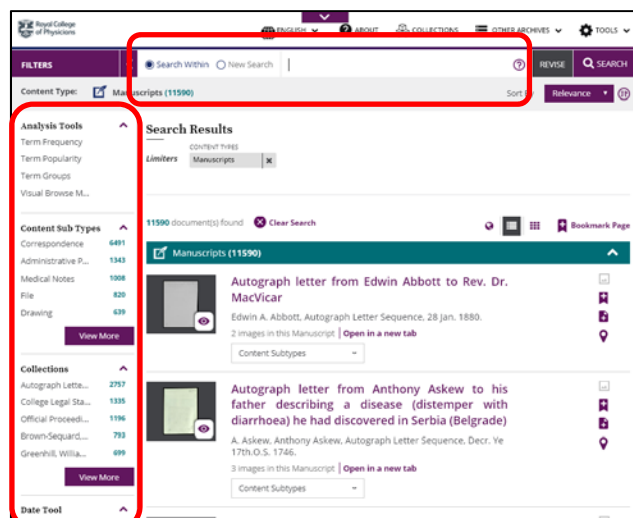 Royal College
of Physicians
ENGLISH
ABOUT
COLLECTIONS
OTHER ARCHIVES
TOOLS
FILTERS
Search Within
New Search
REVISE
SEARCH
Content Type:
Manuscripts (11590)
Sort By
Relevance
Analysis Tools
Term Frequency
Term Popularity
Term Groups
Visual Browse M...
Content Sub Types
Correspondence 6491
Administrative P... 1343
Medical Notes 1008
File 820
Drawing 639
View More
Collections
Autograph Lette... 2757
College Legal Sta... 1335
Official Proceedi... 1196
Brown-Sequard,... 793
Greenhill, Willia... 699
View More
Date Tool
Search Results
CONTENT TYPES
Limiters Manuscripts x
11590 document(s) found Clear Search
Bookmark Page
Manuscripts (11590)
Autograph letter from Edwin Abbott to Rev. Dr.
MacVicar
Edwin A. Abbott, Autograph Letter Sequence, 28 Jan. 1880.
2 images in this Manuscript | Open in a new tab
Content Subtypes
Autograph letter from Anthony Askew to his
father describing a disease (distemper with
diarrhoea) he had discovered in Serbia (Belgrade)
A. Askew, Anthony Askew, Autograph Letter Sequence, Decr. Ye
17th.O.S. 1746.
3 images in this Manuscript | Open in a new tab
Content Subtypes